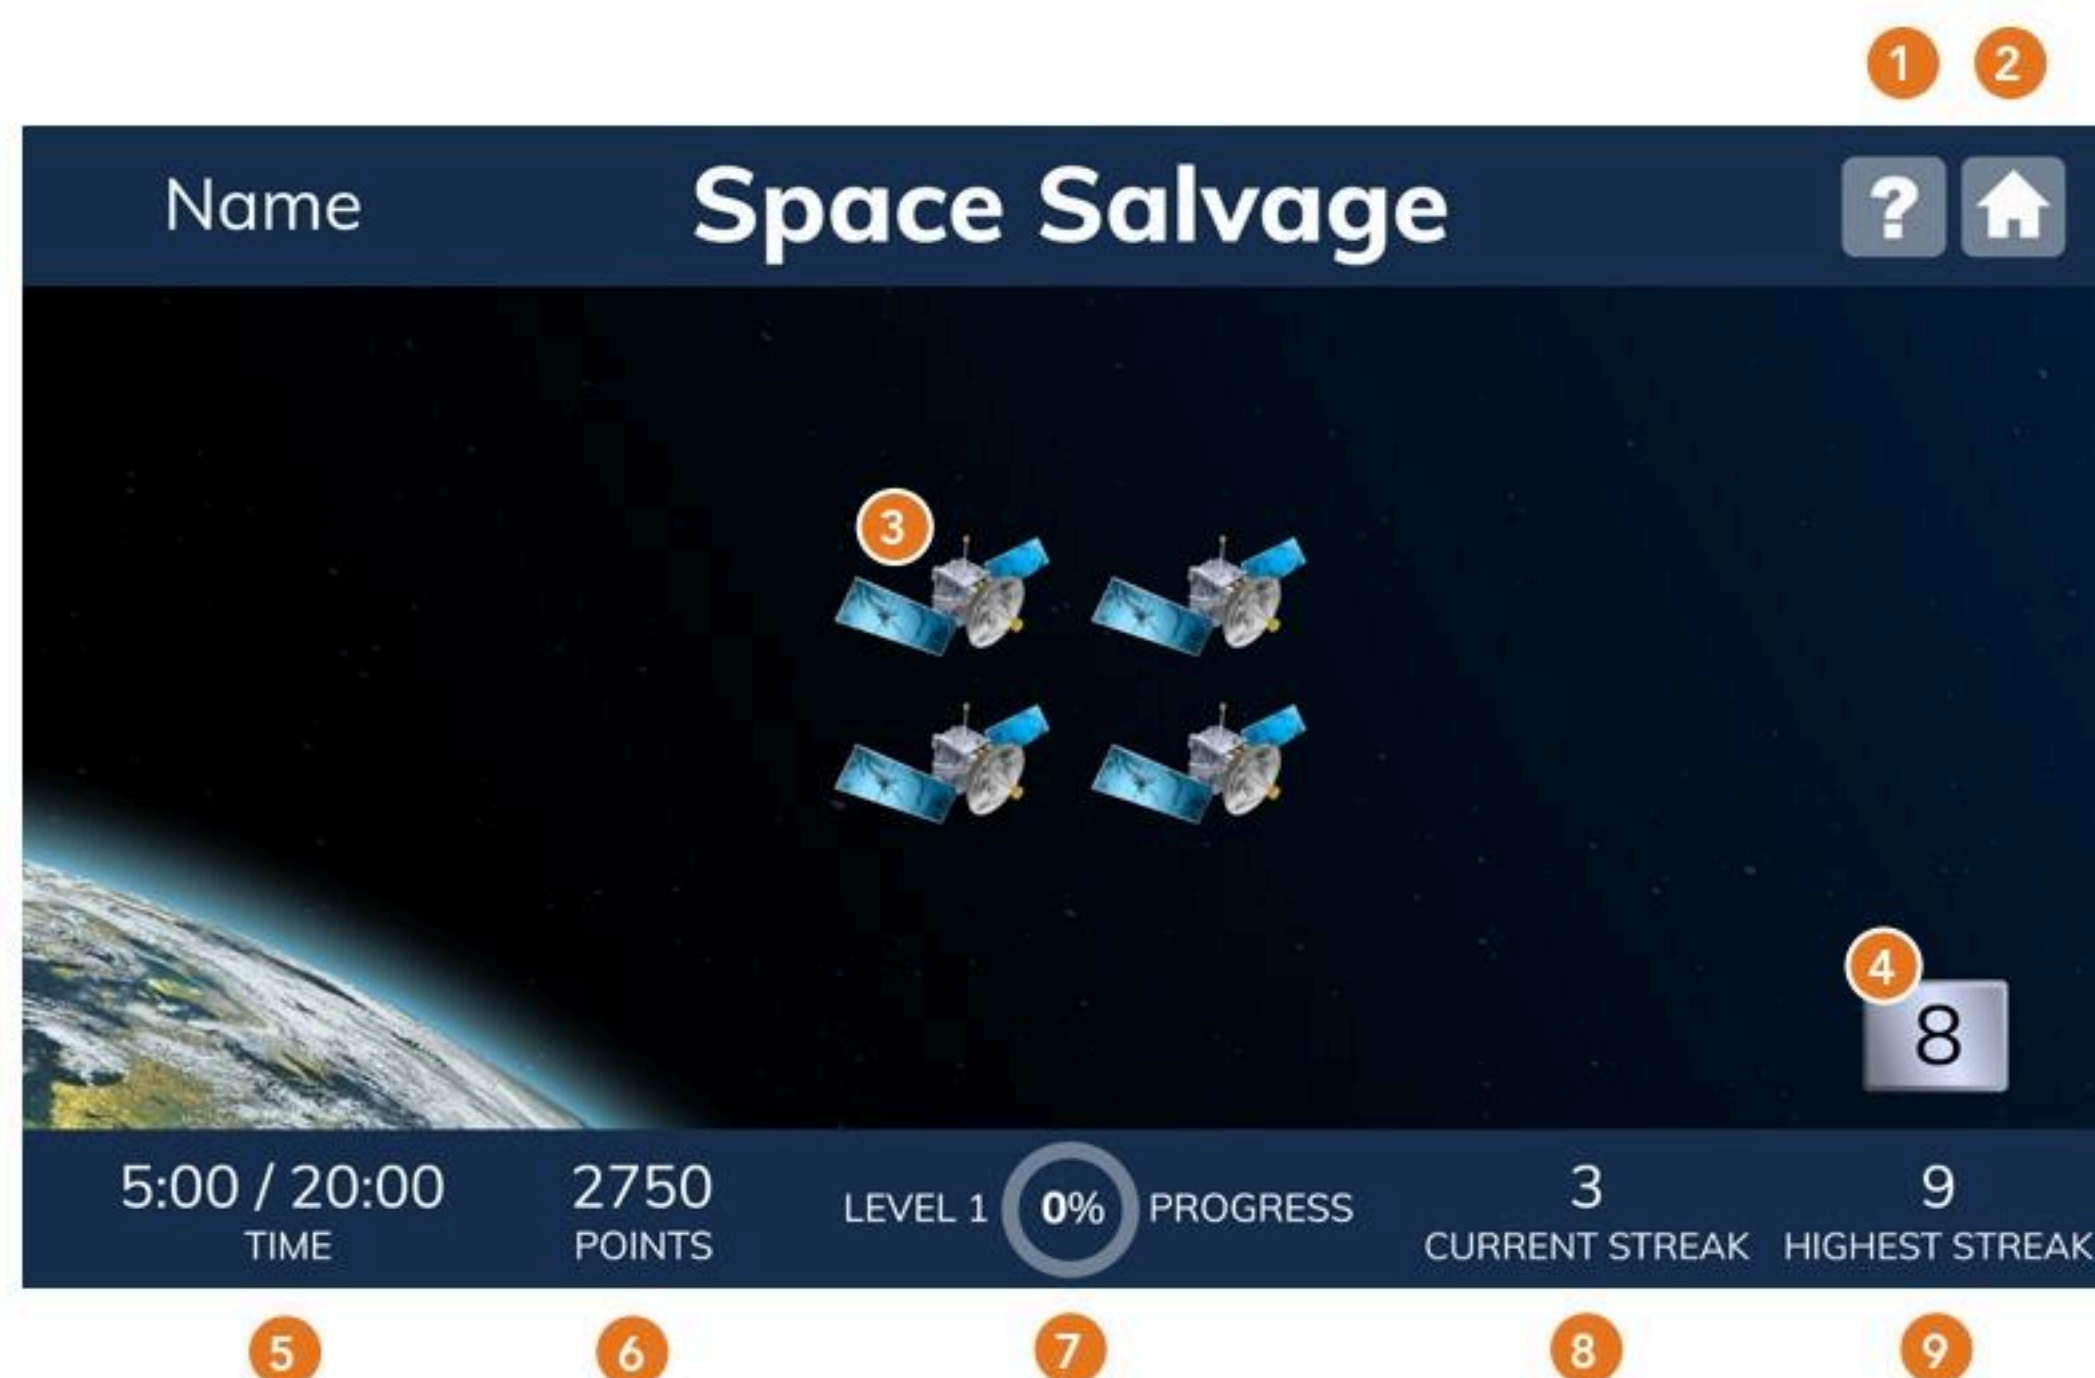 1 2
Name Space Salvage ?
3
4
8
5:00 / 20:00 2750 LEVEL 1 0% PROGRESS 3 9
TIME POINTS CURRENT STREAK HIGHEST STREAK
5 6 7 8 9